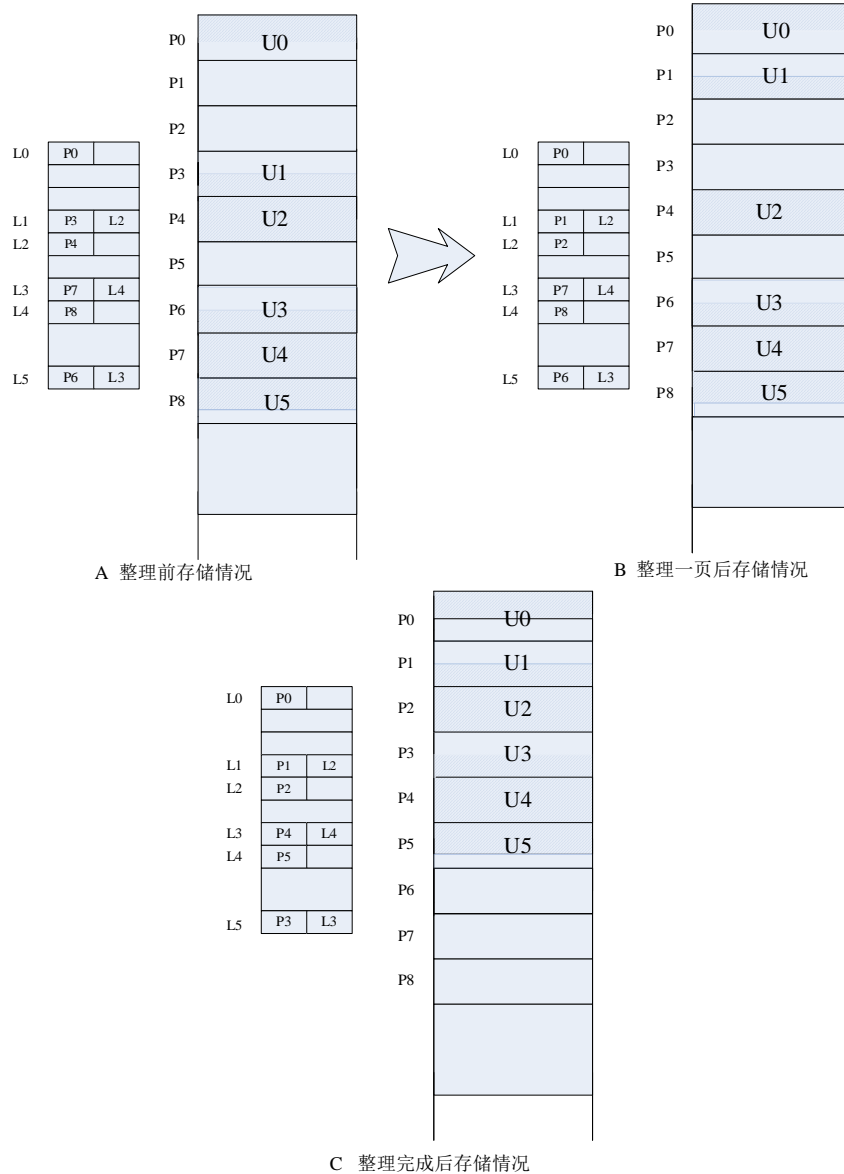 P0 U0
P1
P2
L0 P0
P3 U1
L1 P3 L2
P4 U2
L2 P4
P5
L3 P7 L4
L4 P8
P6 U3
P7 U4
L5 P6 L3
P8 U5
A 整理前存储情况
P0 U0
P1 U1
P2
L0 P0
P3
L1 P1 L2
P4 U2
L2 P2
P5
L3 P7 L4
L4 P8
P6 U3
P7 U4
L5 P6 L3
P8 U5
B 整理一页后存储情况
P0 U0
P1 U1
L0 P0
P2 U2
P3 U3
L1 P1 L2
L2 P2
P4 U4
L3 P4 L4
P5 U5
L4 P5
P6
L5 P3 L3
P7
P8
C 整理完成后存储情况